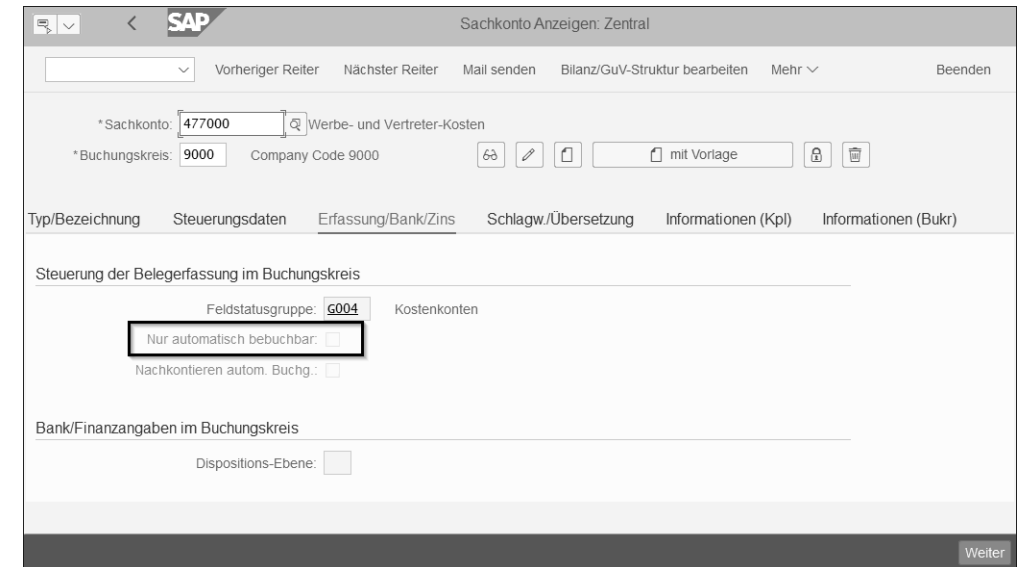 SAP Sachkonto Anzeigen: Zentral
Vorheriger Reiter Nächster Reiter Mail senden Bilanz/GuV-Struktur bearbeiten Mehr Beenden
*Sachkonto: 477000 Werbe- und Vertreter-Kosten
*Buchungskreis: 9000 Company Code 9000 mit Vorlage
Typ/Bezeichnung Steuerungsdaten Erfassung/Bank/Zins Schlagw./Übersetzung Informationen (Kpl) Informationen (Bukr)
Steuerung der Belegerfassung im Buchungskreis
Feldstatusgruppe: G004 Kostenkonten
Nur automatisch bebuchbar:
Nachkontieren autom. Buchg.:
Bank/Finanzangaben im Buchungskreis
Dispositions-Ebene:
Weiter